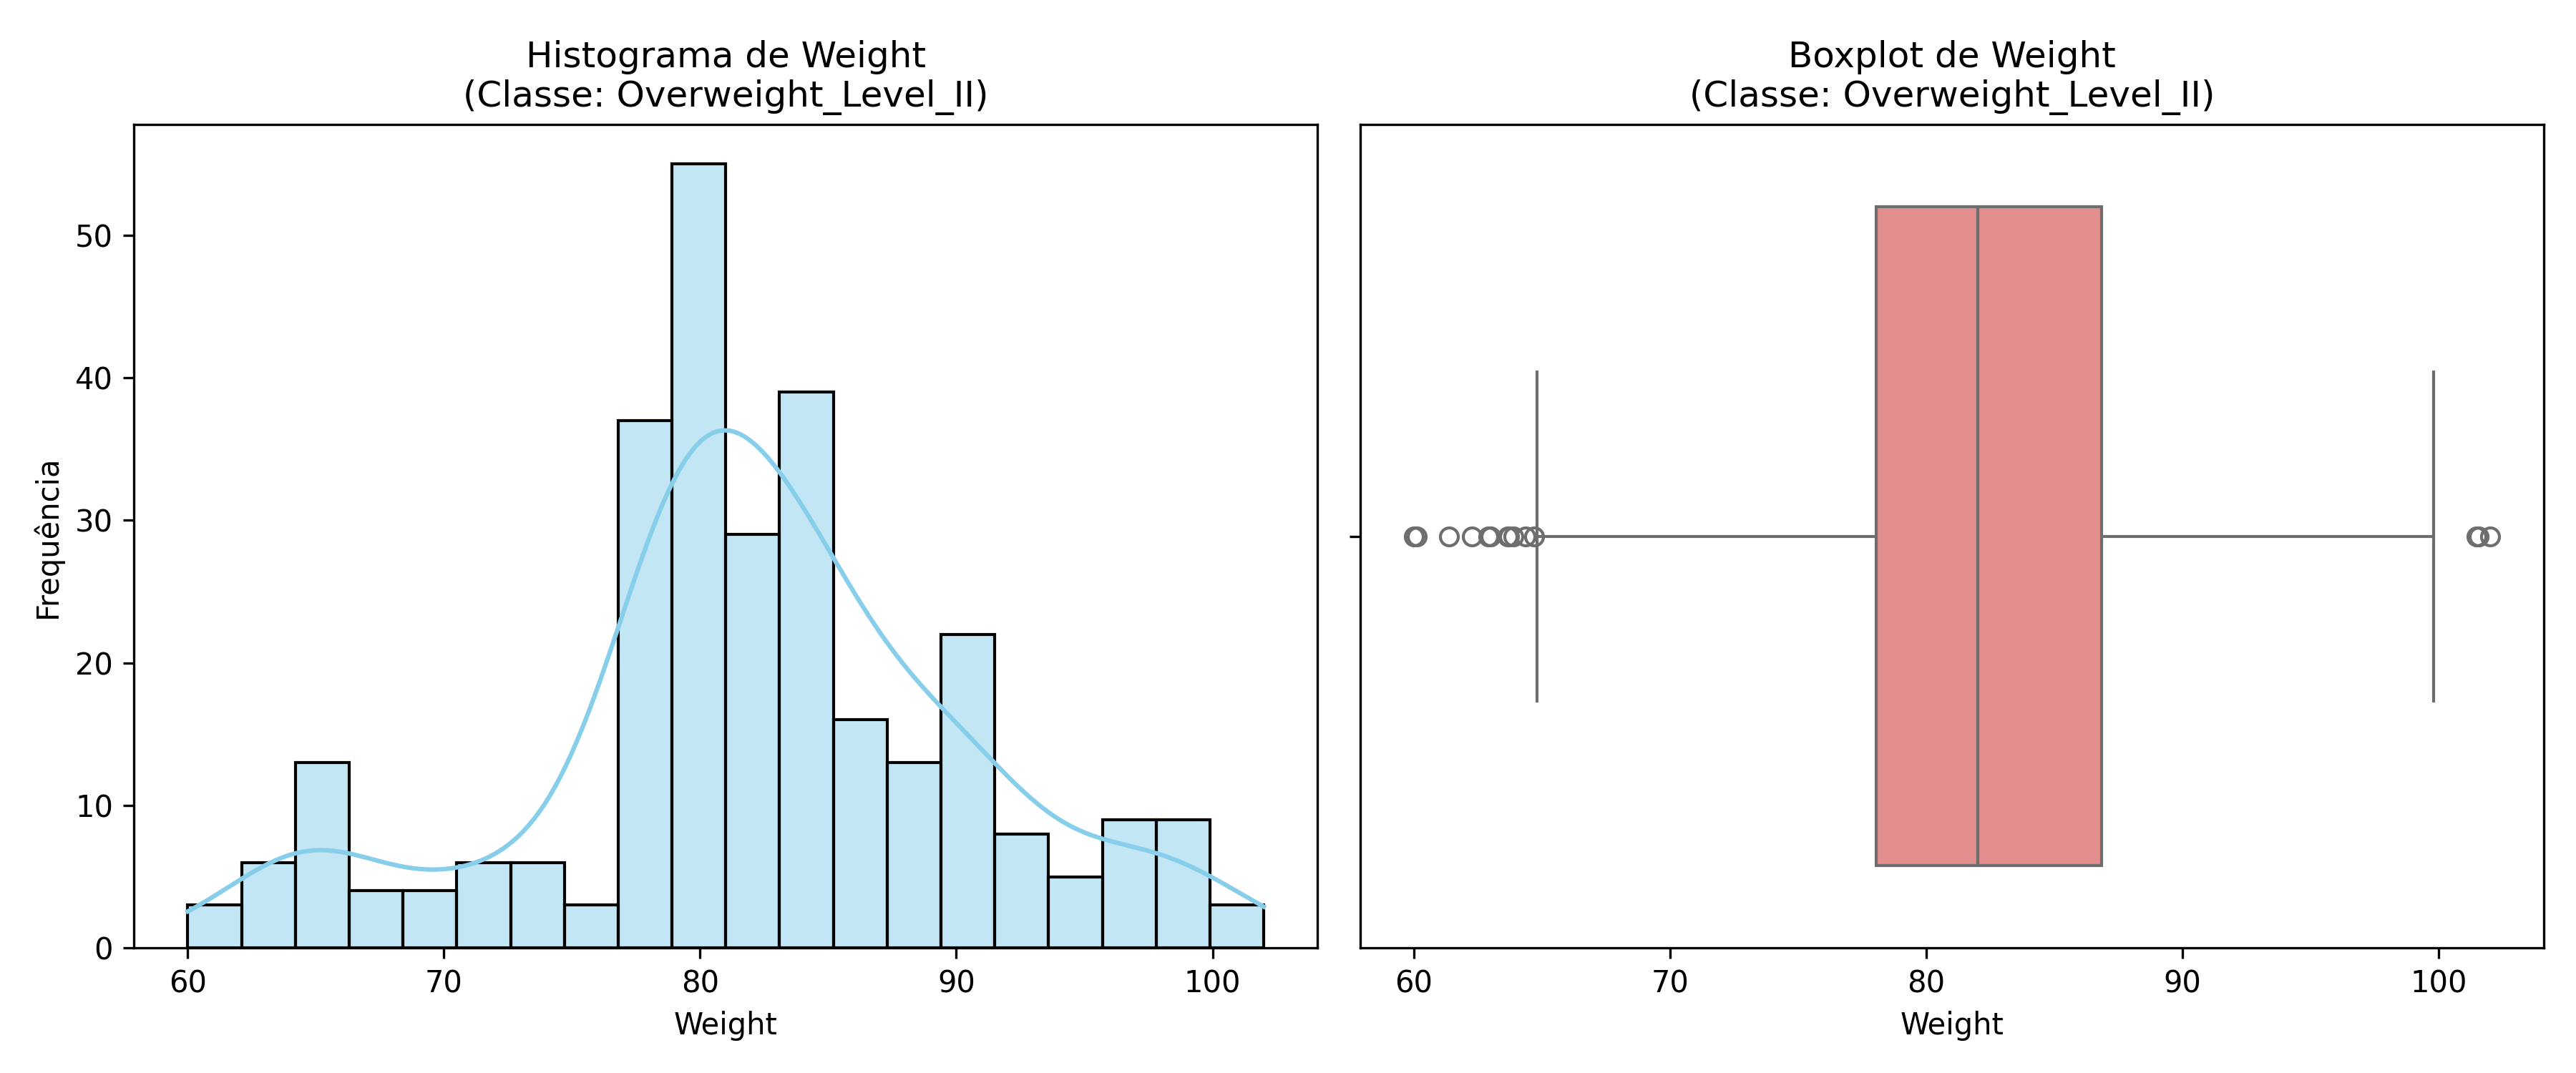 Histograma de Weight
(Classe: Overweight_Level_II)
Frequência
50
40
30
20
10
0
60 70 80 90 100
Weight
Boxplot de Weight
(Classe: Overweight_Level_II)
60 70 80 90 100
Weight